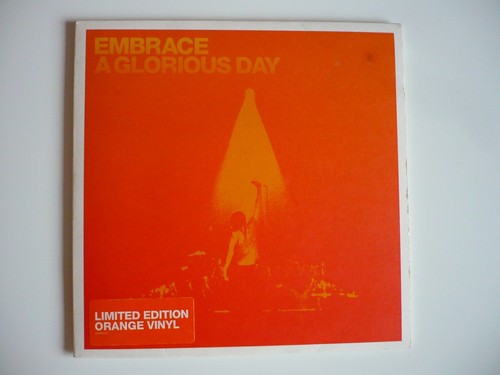 EMBRACE
A GLORIOUS DAY
LIMITED EDITION
ORANGE VINYL